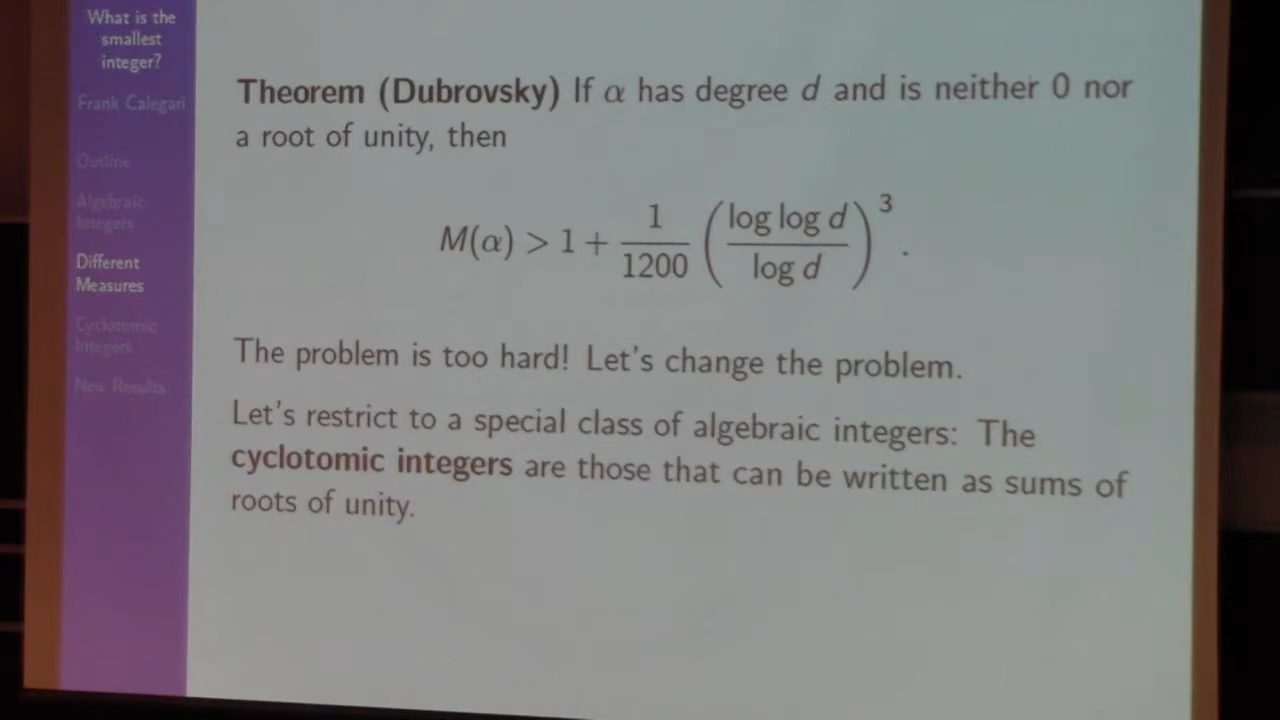 What is the
smallest
integer?
Frank Calegari
Outline
Algebraic
Integers
Different
Measures
Cyclotomic
Integers
New Results
Theorem (Dubrovsky) If α has degree d and is neither 0 nor
a root of unity, then
M(α) > 1 + 1/1200 (log log d / log d)^3 .
The problem is too hard! Let's change the problem.
Let's restrict to a special class of algebraic integers: The
cyclotomic integers are those that can be written as sums of
roots of unity.